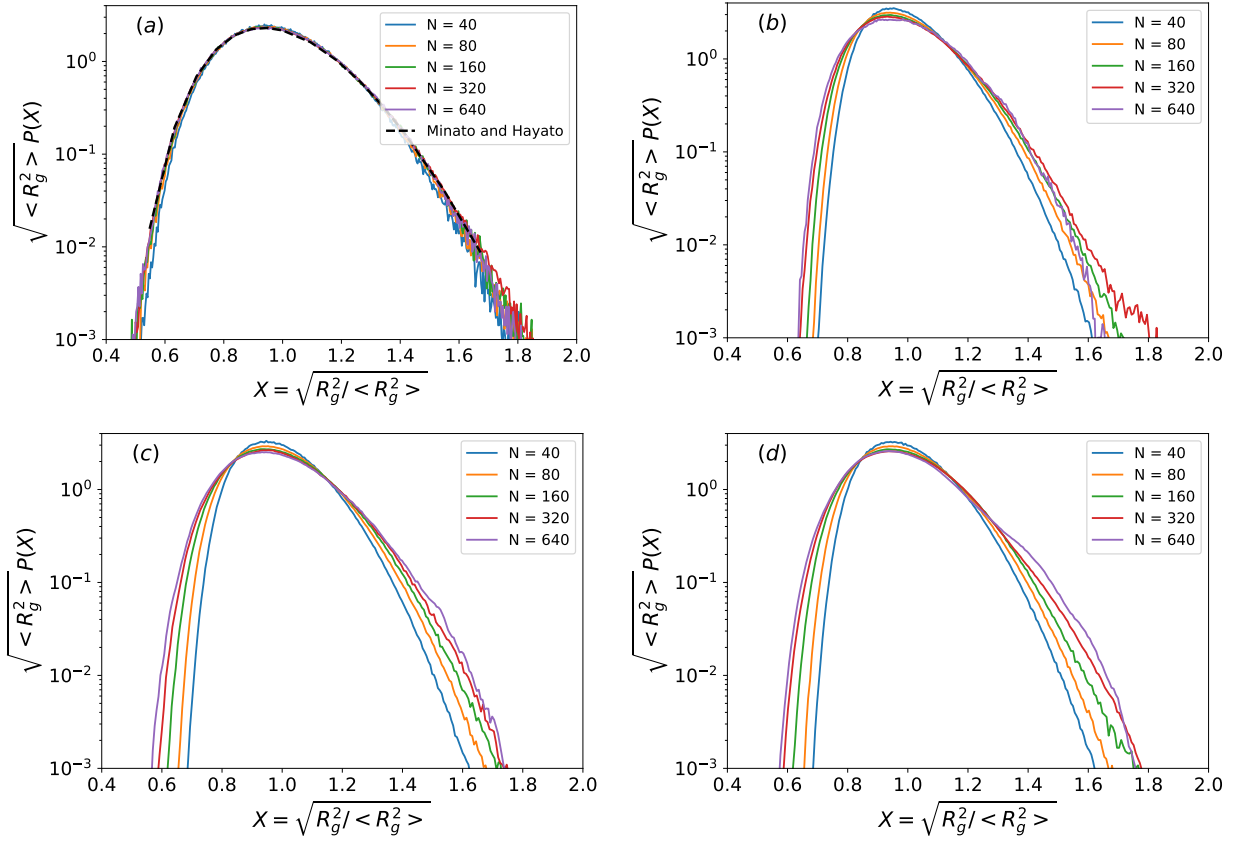 (a)
N = 40
N = 80
N = 160
N = 320
N = 640
Minato and Hayato
10^0
10^{-1}
10^{-2}
10^{-3}
√<R_g^2> P(X)
0.4 0.6 0.8 1.0 1.2 1.4 1.6 1.8 2.0
X = √R_g^2/<R_g^2>
(b)
N = 40
N = 80
N = 160
N = 320
N = 640
10^0
10^{-1}
10^{-2}
10^{-3}
√<R_g^2> P(X)
0.4 0.6 0.8 1.0 1.2 1.4 1.6 1.8 2.0
X = √R_g^2/<R_g^2>
(c)
N = 40
N = 80
N = 160
N = 320
N = 640
10^0
10^{-1}
10^{-2}
10^{-3}
√<R_g^2> P(X)
0.4 0.6 0.8 1.0 1.2 1.4 1.6 1.8 2.0
X = √R_g^2/<R_g^2>
(d)
N = 40
N = 80
N = 160
N = 320
N = 640
10^0
10^{-1}
10^{-2}
10^{-3}
√<R_g^2> P(X)
0.4 0.6 0.8 1.0 1.2 1.4 1.6 1.8 2.0
X = √R_g^2/<R_g^2>